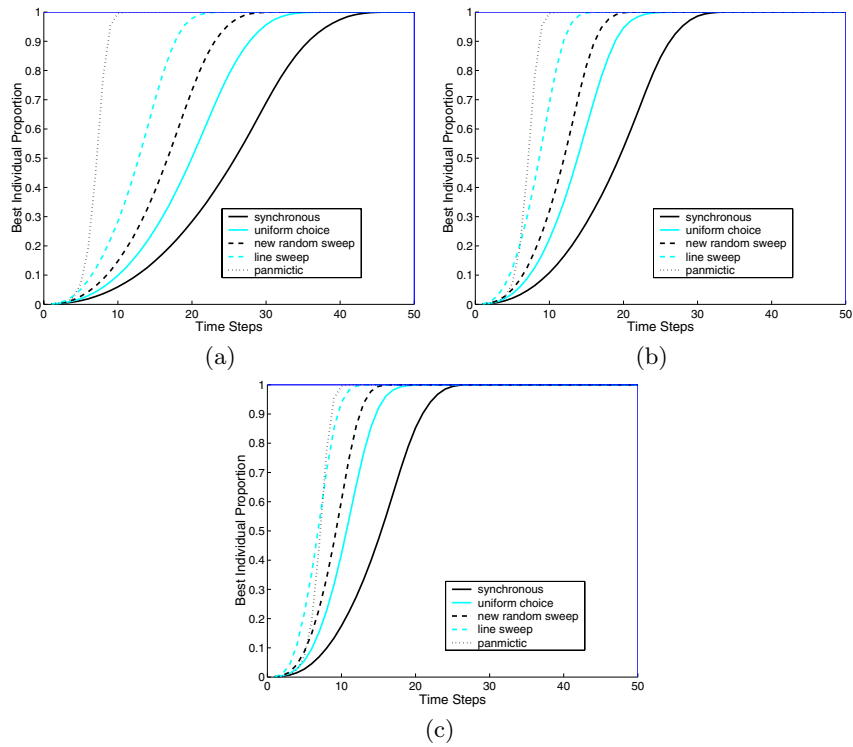 1
0.9
0.8
0.7
0.6
0.5
0.4
0.3
0.2
0.1
0
Best Individual Proportion
synchronous
uniform choice
new random sweep
line sweep
panmictic
0 10 20 30 40 50
Time Steps
(a)
1
0.9
0.8
0.7
0.6
0.5
0.4
0.3
0.2
0.1
0
Best Individual Proportion
synchronous
uniform choice
new random sweep
line sweep
panmictic
0 10 20 30 40 50
Time Steps
(b)
1
0.9
0.8
0.7
0.6
0.5
0.4
0.3
0.2
0.1
0
Best Individual Proportion
synchronous
uniform choice
new random sweep
line sweep
panmictic
0 10 20 30 40 50
Time Steps
(c)